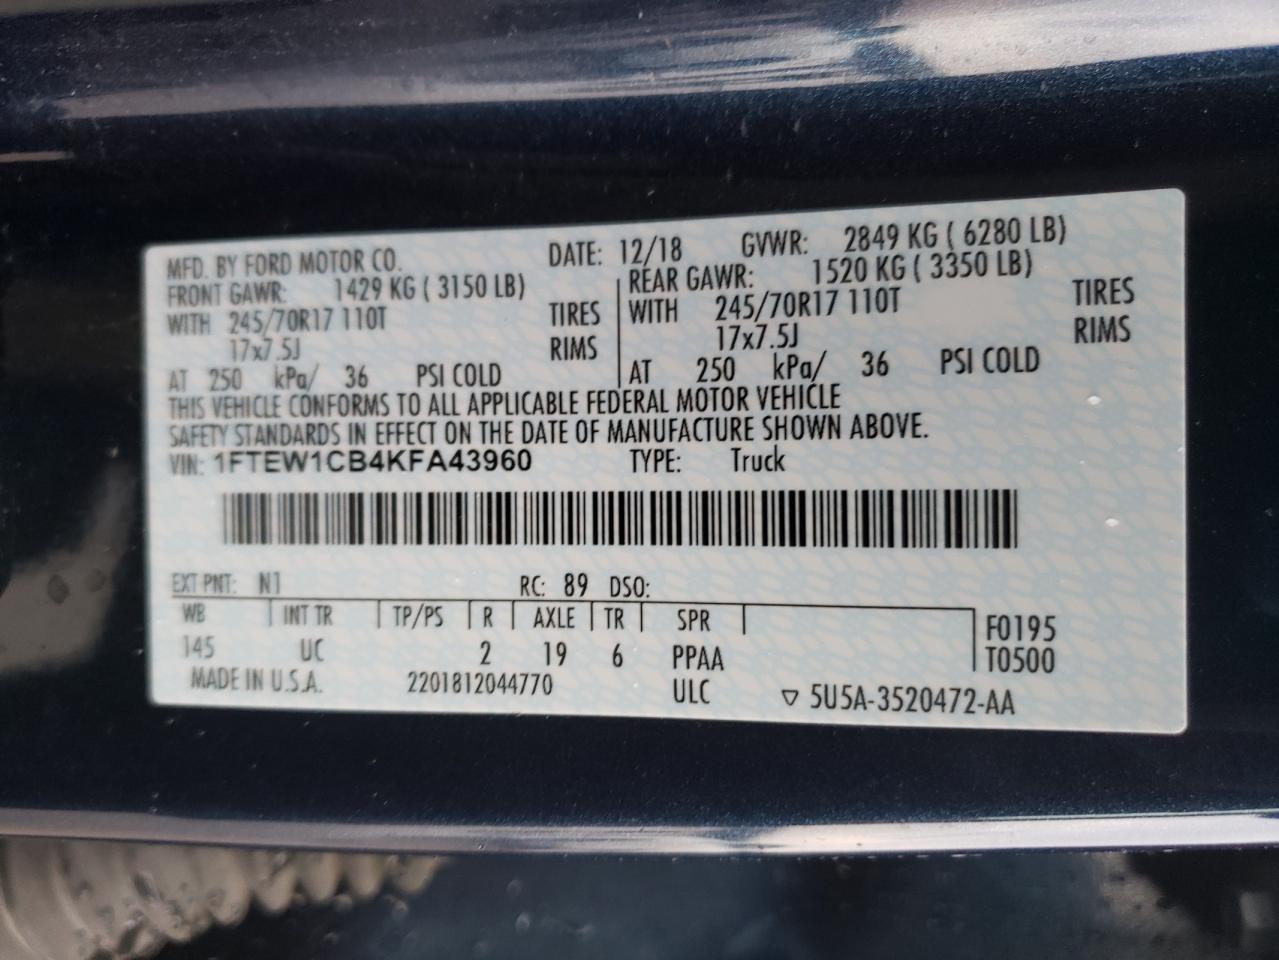 MFD. BY FORD MOTOR CO. DATE: 12/18 GVWR: 2849 KG ( 6280 LB)
FRONT GAWR: 1429 KG ( 3150 LB) REAR GAWR: 1520 KG ( 3350 LB)
WITH 245/70R17 110T TIRES WITH 245/70R17 110T TIRES
17x7.5J RIMS 17x7.5J RIMS
AT 250 kPa/ 36 PSI COLD AT 250 kPa/ 36 PSI COLD
THIS VEHICLE CONFORMS TO ALL APPLICABLE FEDERAL MOTOR VEHICLE
SAFETY STANDARDS IN EFFECT ON THE DATE OF MANUFACTURE SHOWN ABOVE.
VIN: 1FTEW1CB4KFA43960 TYPE: Truck
EXT PNT: N1 RC: 89 DSO:
WB INT TR TP/PS R AXLE TR SPR F0195
145 UC 2 19 6 PPAA T0500
MADE IN U.S.A. 2201812044770 ULC ▽ 5U5A-3520472-AA